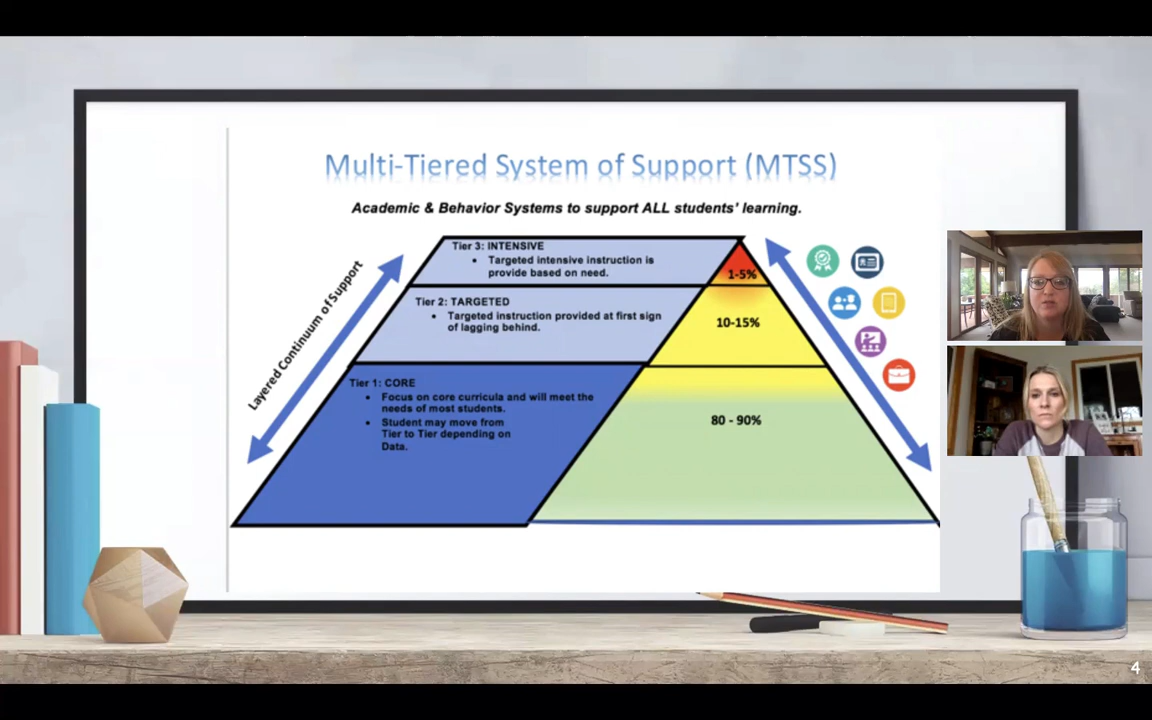 Multi-Tiered System of Support (MTSS)
Academic & Behavior Systems to support ALL students' learning.
Layered Continuum of Support
Tier 3: INTENSIVE
• Targeted intensive instruction is
provide based on need.
1-5%
Tier 2: TARGETED
• Targeted instruction provided at first sign
of lagging behind.
10-15%
Tier 1: CORE
• Focus on core curricula and will meet the
needs of most students.
• Student may move from
Tier to Tier depending on
Data.
80 - 90%
4